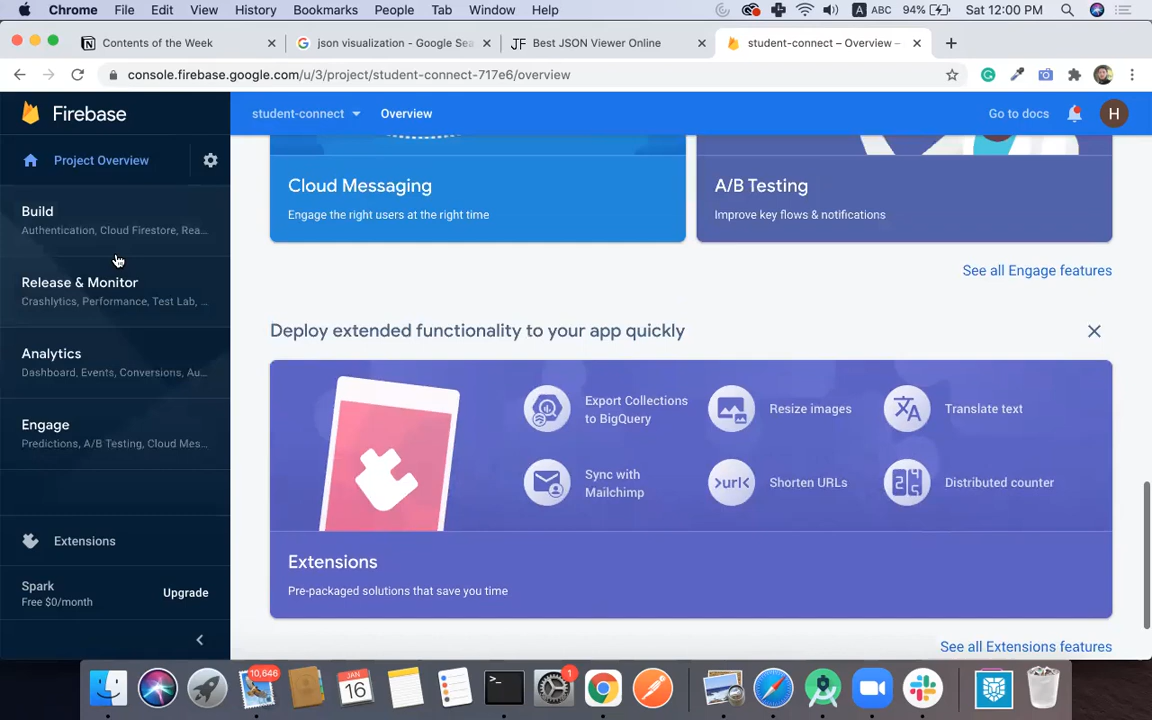 Chrome File Edit View History Bookmarks People Tab Window Help A ABC 94% Sat 12:00 PM
Contents of the Week
json visualization - Google Sea
JF Best JSON Viewer Online
student-connect – Overview –
console.firebase.google.com/u/3/project/student-connect-717e6/overview
Firebase
student-connect Overview Go to docs H
Project Overview
Build
Authentication, Cloud Firestore, Rea...
Release & Monitor
Crashlytics, Performance, Test Lab, ...
Analytics
Dashboard, Events, Conversions, Au...
Engage
Predictions, A/B Testing, Cloud Mes...
Extensions
Spark
Free $0/month
Upgrade
Cloud Messaging
Engage the right users at the right time
A/B Testing
Improve key flows & notifications
See all Engage features
Deploy extended functionality to your app quickly
Export Collections
to BigQuery
Resize images
Translate text
Sync with
Mailchimp
>url<
Shorten URLs
Distributed counter
Extensions
Pre-packaged solutions that save you time
See all Extensions features
10,646
JAN
16
1